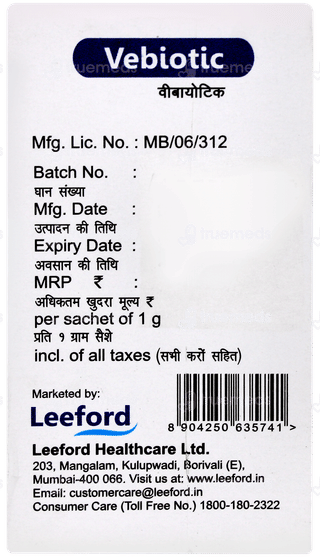 Vebiotic
वीबायोटिक
Mfg. Lic. No. : MB/06/312
Batch No. :
घान संख्या
Mfg. Date :
उत्पादन की तिथि
Expiry Date :
अवसान की तिथि
MRP ₹ :
अधिकतम खुदरा मूल्य ₹
per sachet of 1 g
प्रति १ ग्राम सैशे
incl. of all taxes (सभी करों सहित)
Marketed by:
Leeford
8 904250 635741 >
Leeford Healthcare Ltd.
203, Mangalam, Kulupwadi, Borivali (E),
Mumbai-400 066. Visit us at: www.leeford.in
Email: customercare@leeford.in
Consumer Care (Toll Free No.) 1800-180-2322